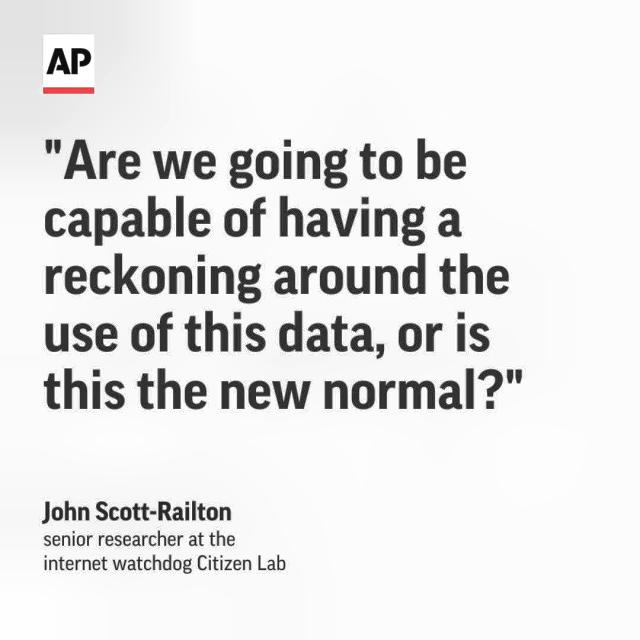 AP
"Are we going to be
capable of having a
reckoning around the
use of this data, or is
this the new normal?"
John Scott-Railton
senior researcher at the
internet watchdog Citizen Lab